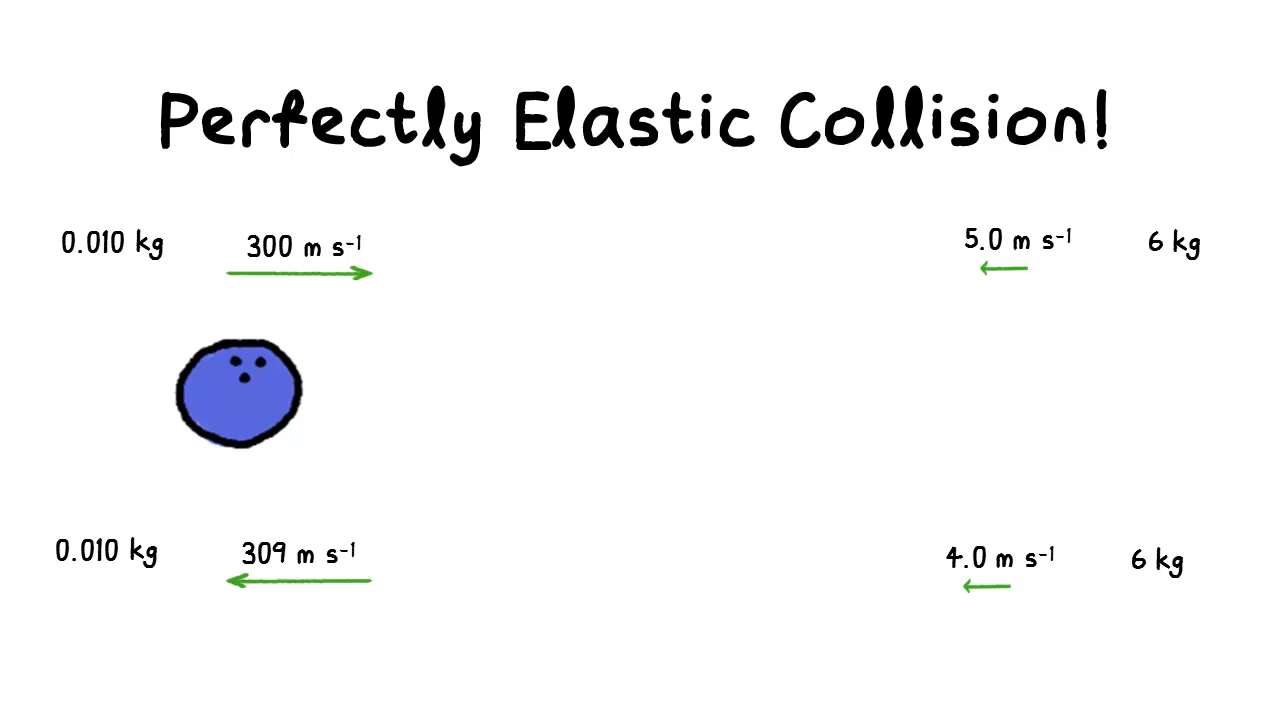 Perfectly Elastic Collision!
0.010 kg 300 m s⁻¹ 5.0 m s⁻¹ 6 kg
0.010 kg 309 m s⁻¹ 4.0 m s⁻¹ 6 kg